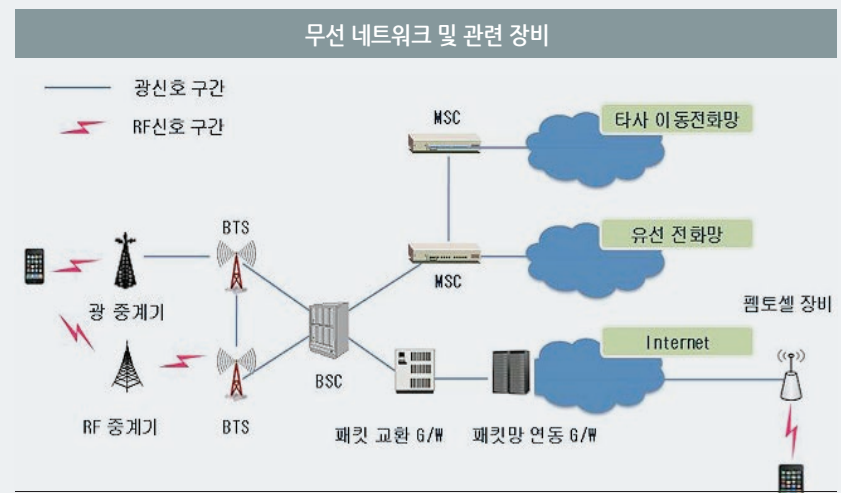 무선 네트워크 및 관련 장비
광신호 구간
RF신호 구간
MSC
타사 이동전화망
BTS
유선 전화망
MSC
광 중계기
펨토셀 장비
Internet
BSC
RF 중계기
BTS
패킷 교환 G/W
패킷망 연동 G/W